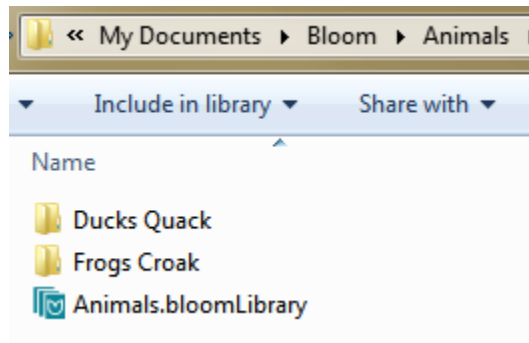 « My Documents ▸ Bloom ▸ Animals
Include in library ▼ Share with ▼
Name
Ducks Quack
Frogs Croak
Animals.bloomLibrary